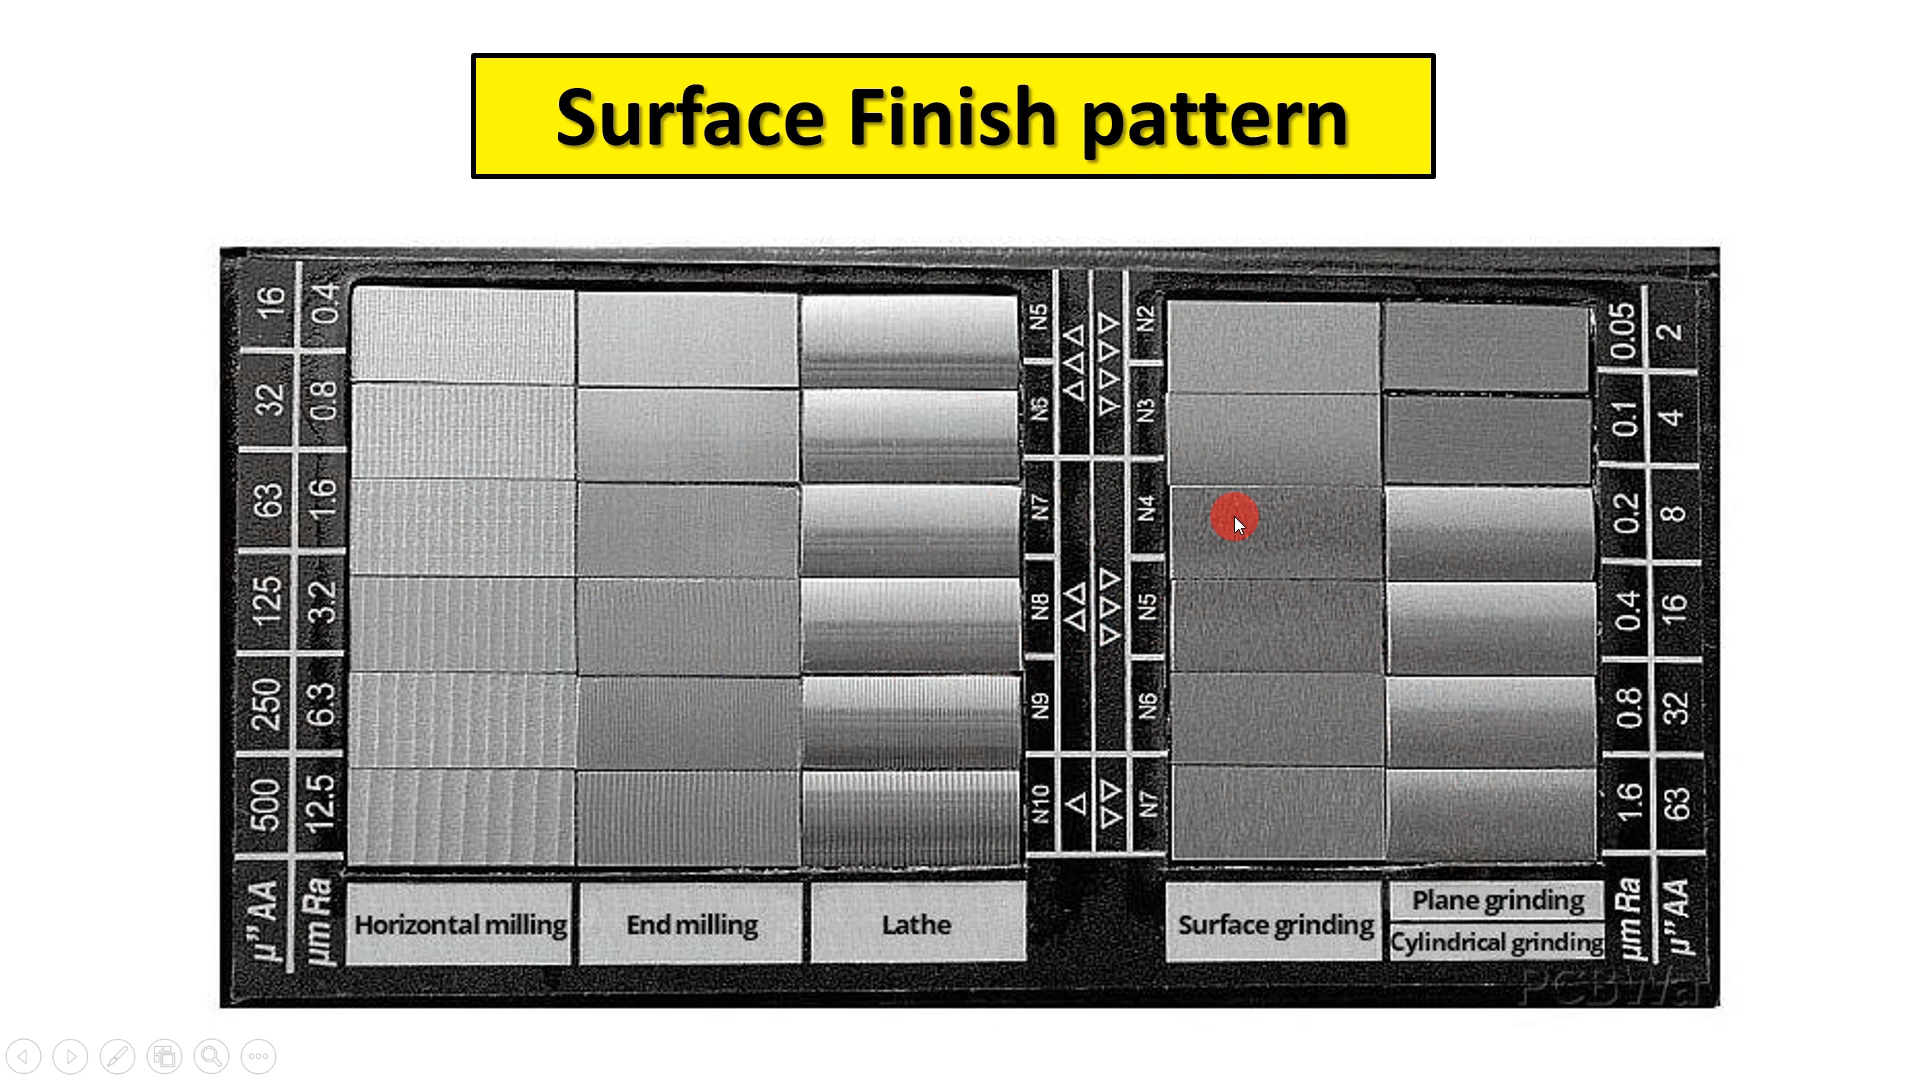 Surface Finish pattern
16
0.4
32
0.8
63
1.6
125
3.2
250
6.3
500
12.5
µ”AA
µm Ra
N5
N6
N7
N8
N9
N10
N2
N3
N4
N5
N6
N7
0.05
2
0.1
4
0.2
8
0.4
16
0.8
32
1.6
63
µm Ra
µ”AA
Horizontal milling
End milling
Lathe
Surface grinding
Plane grinding
Cylindrical grinding
PCBWa